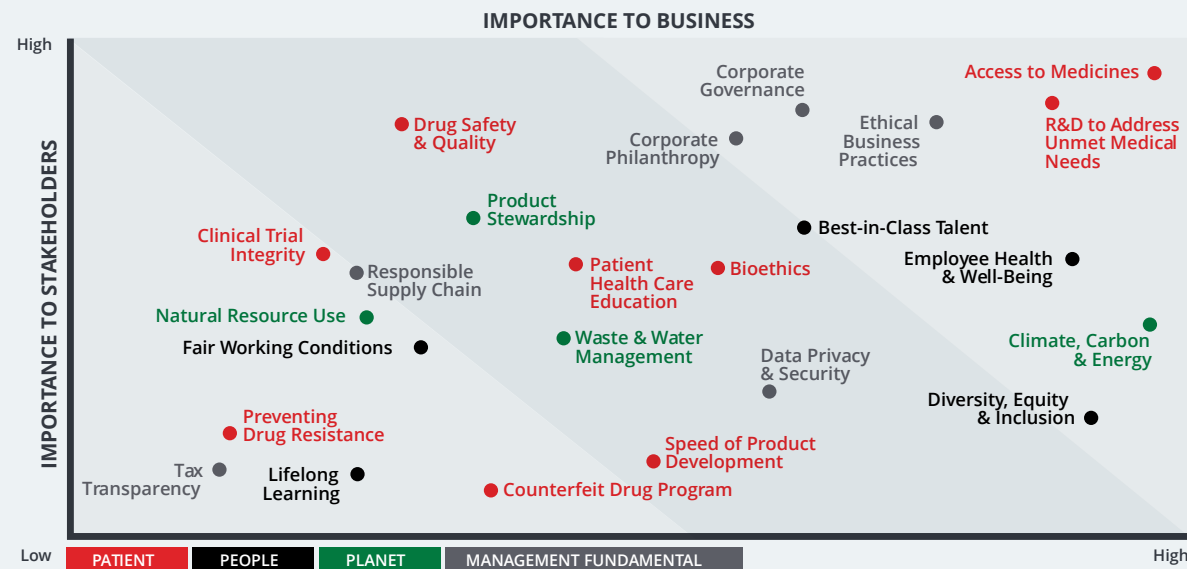 IMPORTANCE TO BUSINESS
High
IMPORTANCE TO STAKEHOLDERS
Corporate
Governance
Access to Medicines
Drug Safety
& Quality
Corporate
Philanthropy
Ethical
Business
Practices
R&D to Address
Unmet Medical
Needs
Product
Stewardship
Best-in-Class Talent
Clinical Trial
Integrity
Responsible
Supply Chain
Patient
Health Care
Education
Bioethics
Employee Health
& Well-Being
Natural Resource Use
Fair Working Conditions
Waste & Water
Management
Data Privacy
& Security
Climate, Carbon
& Energy
Diversity, Equity
& Inclusion
Preventing
Drug Resistance
Speed of Product
Development
Tax
Transparency
Lifelong
Learning
Counterfeit Drug Program
Low
PATIENT
PEOPLE
PLANET
MANAGEMENT FUNDAMENTAL
High